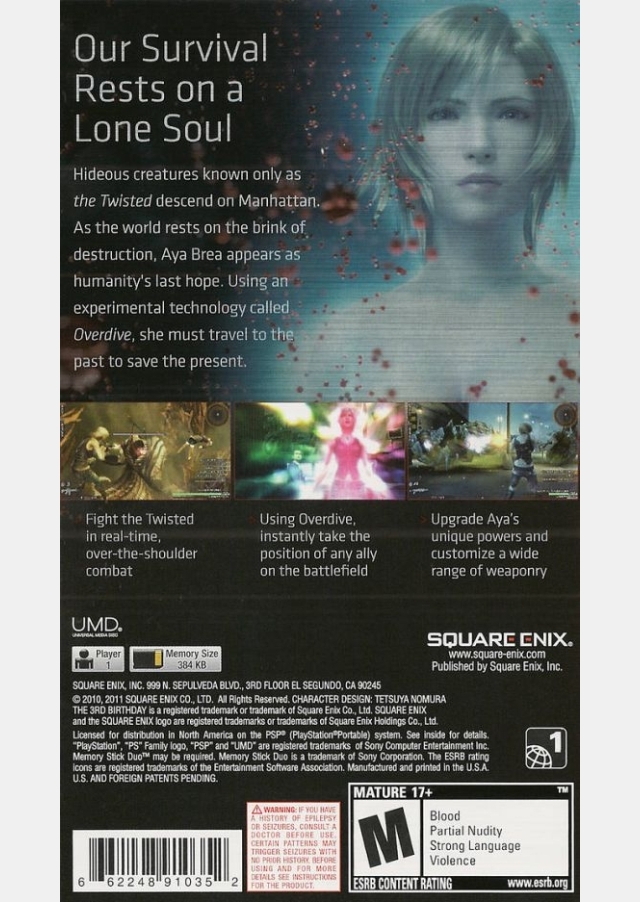 Our Survival
Rests on a
Lone Soul
Hideous creatures known only as
the Twisted descend on Manhattan.
As the world rests on the brink of
destruction, Aya Brea appears as
humanity's last hope. Using an
experimental technology called
Overdive, she must travel to the
past to save the present.
Fight the Twisted
in real-time,
over-the-shoulder
combat
Using Overdive,
instantly take the
position of any ally
on the battlefield
Upgrade Aya's
unique powers and
customize a wide
range of weaponry
UMD®
UNIVERSAL MEDIA DISC
Player
1
Memory Size
384 KB
SQUARE ENIX®
www.square-enix.com
Published by Square Enix, Inc.
SQUARE ENIX, INC. 999 N. SEPULVEDA BLVD., 3RD FLOOR EL SEGUNDO, CA 90245
© 2010, 2011 SQUARE ENIX CO., LTD. All Rights Reserved. CHARACTER DESIGN: TETSUYA NOMURA
THE 3RD BIRTHDAY is a registered trademark or trademark of Square Enix Co., Ltd. SQUARE ENIX
and the SQUARE ENIX logo are registered trademarks or trademarks of Square Enix Holdings Co., Ltd.
Licensed for distribution in North America on the PSP® (PlayStation®Portable) system. See inside for details.
"PlayStation", "PS" Family logo, "PSP" and "UMD" are registered trademarks of Sony Computer Entertainment Inc.
Memory Stick Duo™ may be required. Memory Stick Duo is a trademark of Sony Corporation. The ESRB rating
icons are registered trademarks of the Entertainment Software Association. Manufactured and printed in the U.S.A.
U.S. AND FOREIGN PATENTS PENDING.
1
WARNING: IF YOU HAVE
A HISTORY OF EPILEPSY
OR SEIZURES, CONSULT A
DOCTOR BEFORE USE.
CERTAIN PATTERNS MAY
TRIGGER SEIZURES WITH
NO PRIOR HISTORY. BEFORE
USING AND FOR MORE
DETAILS SEE INSTRUCTIONS
FOR THE PRODUCT.
MATURE 17+ ™
M
Blood
Partial Nudity
Strong Language
Violence
ESRB CONTENT RATING www.esrb.org
6 62248 91035 2